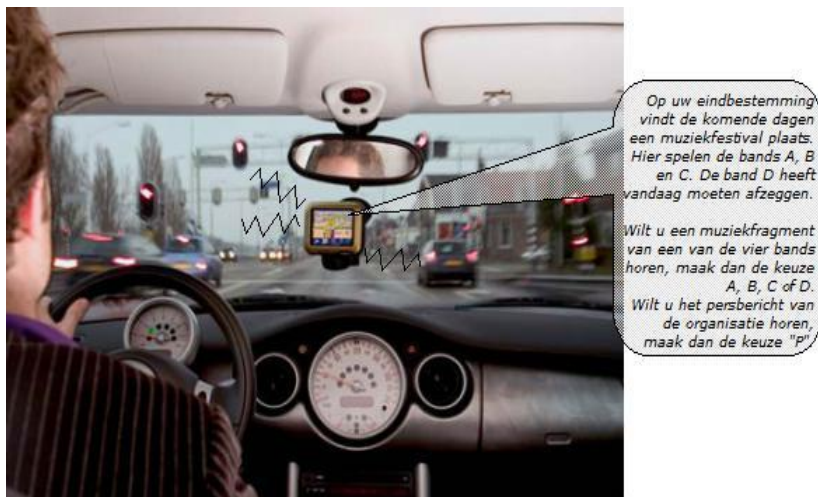 Op uw eindbestemming
vindt de komende dagen
een muziekfestival plaats.
Hier spelen de bands A, B
en C. De band D heeft
vandaag moeten afzeggen.
Wilt u een muziekfragment
van een van de vier bands
horen, maak dan de keuze
A, B, C of D.
Wilt u het persbericht van
de organisatie horen,
maak dan de keuze "P"